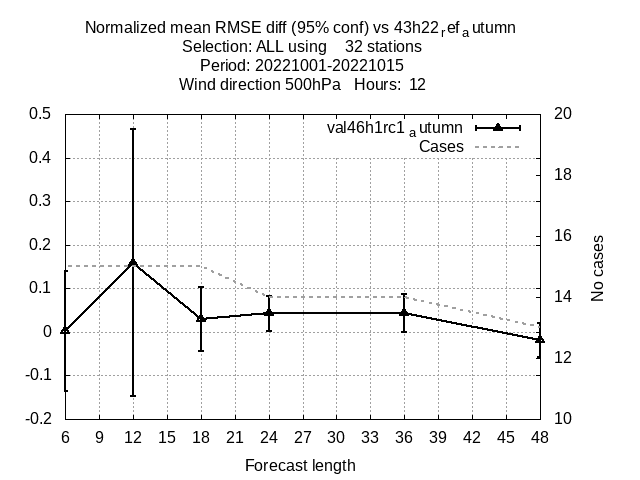 Normalized mean RMSE diff (95% conf) vs 43h22refautumn
Selection: ALL using 32 stations
Period: 20221001-20221015
Wind direction 500hPa Hours: 12
val46h1rc1autumn
Cases
0.5
0.4
0.3
0.2
0.1
0
-0.1
-0.2
20
18
16
14
12
10
No cases
6 9 12 15 18 21 24 27 30 33 36 39 42 45 48
Forecast length